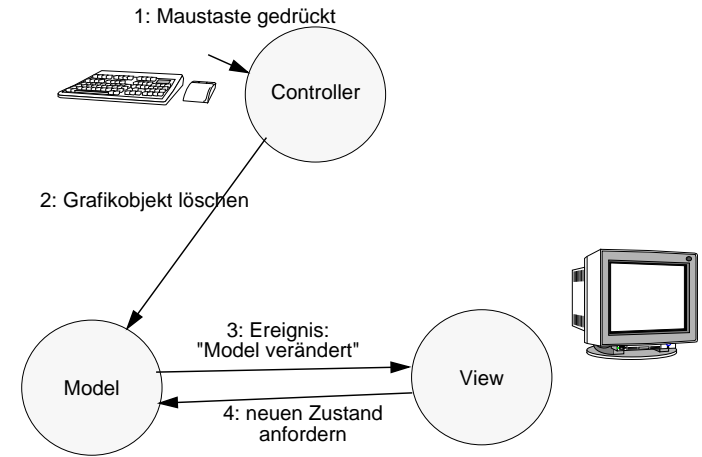 1: Maustaste gedrückt
Controller
2: Grafikobjekt löschen
3: Ereignis:
"Model verändert"
Model
View
4: neuen Zustand
anfordern